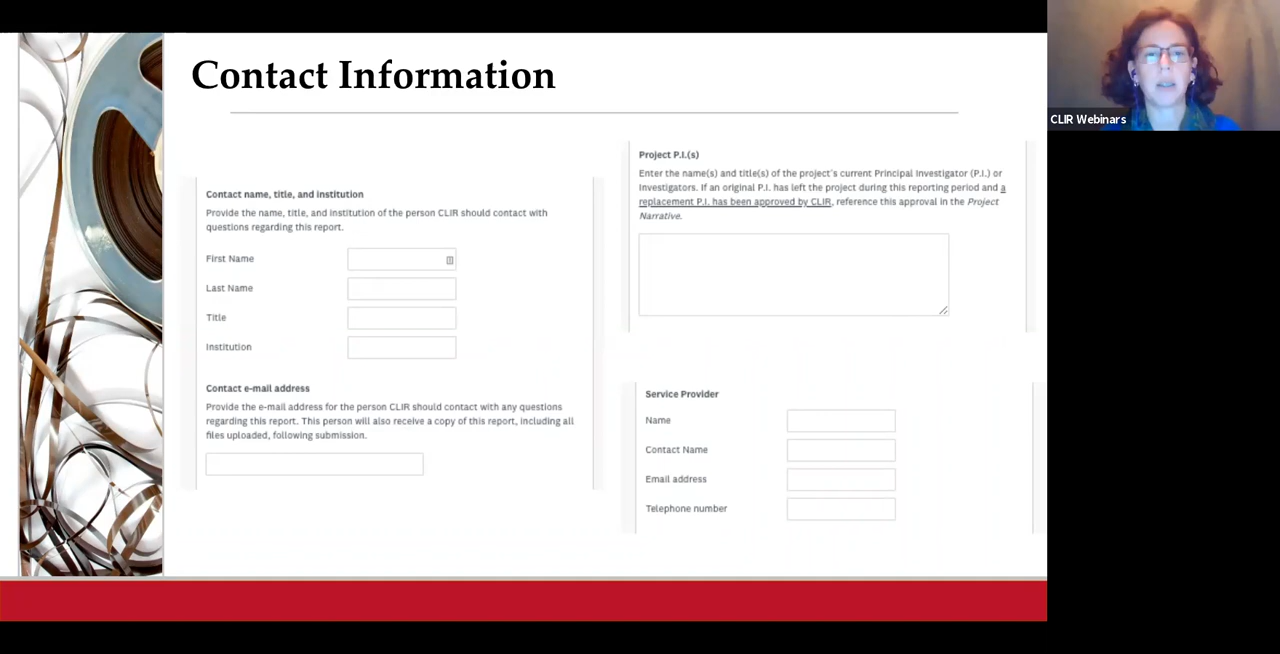 Contact Information
Contact name, title, and institution
Provide the name, title, and institution of the person CLIR should contact with
questions regarding this report.
First Name
Last Name
Title
Institution
Contact e-mail address
Provide the e-mail address for the person CLIR should contact with any questions
regarding this report. This person will also receive a copy of this report, including all
files uploaded, following submission.
Project P.I.(s)
Enter the name(s) and title(s) of the project's current Principal Investigator (P.I.) or
Investigators. If an original P.I. has left the project during this reporting period and a
replacement P.I. has been approved by CLIR, reference this approval in the Project
Narrative.
Service Provider
Name
Contact Name
Email address
Telephone number
CLIR Webinars